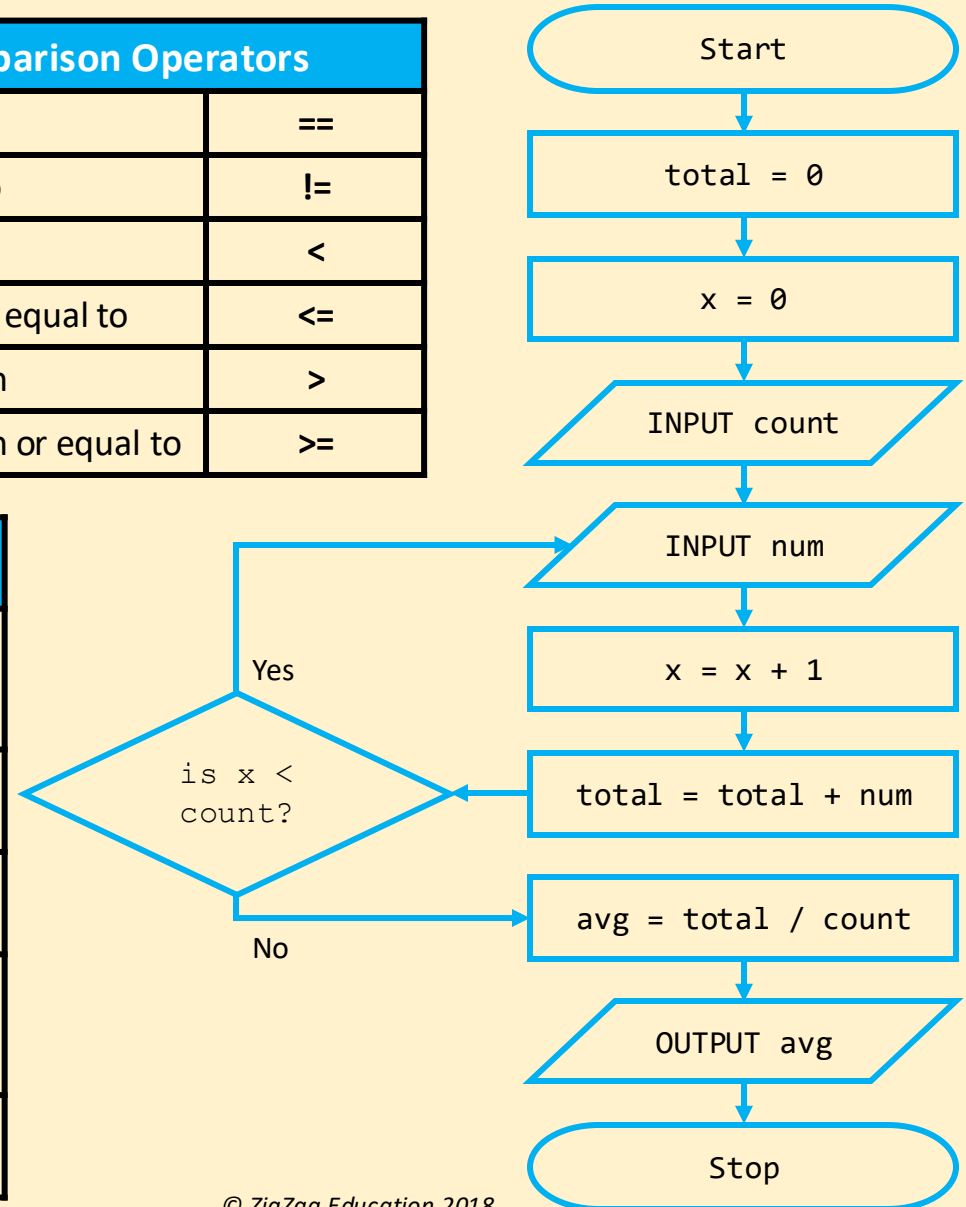 Operators
==
!=
<
equal to
<=
>
or equal to
>=
Start
total = 0
x = 0
INPUT count
INPUT num
x = x + 1
total = total + num
Yes
is x <
count?
No
avg = total / count
OUTPUT avg
Stop
© ZigZag Education 2018